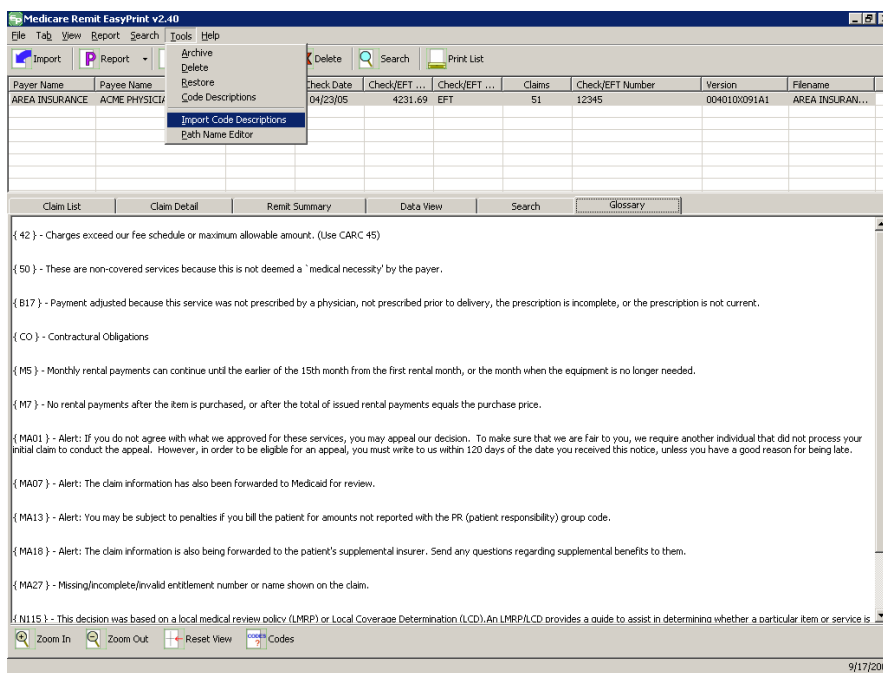 Medicare Remit EasyPrint v2.40
File Tab View Report Search Tools Help
Import Report Delete Search Print List
Archive
Delete
Restore
Code Descriptions
Import Code Descriptions
Path Name Editor
Payer Name Payee Name Check Date Check/EFT ... Check/EFT ... Claims Check/EFT Number Version Filename
AREA INSURANCE ACME PHYSICIA 04/23/05 4231.69 EFT 51 12345 004010X091A1 AREA INSURAN...
Claim List Claim Detail Remit Summary Data View Search Glossary
{ 42 } - Charges exceed our fee schedule or maximum allowable amount. (Use CARC 45)
{ 50 } - These are non-covered services because this is not deemed a `medical necessity' by the payer.
{ B17 } - Payment adjusted because this service was not prescribed by a physician, not prescribed prior to delivery, the prescription is incomplete, or the prescription is not current.
{ CO } - Contractural Obligations
{ M5 } - Monthly rental payments can continue until the earlier of the 15th month from the first rental month, or the month when the equipment is no longer needed.
{ M7 } - No rental payments after the item is purchased, or after the total of issued rental payments equals the purchase price.
{ MA01 } - Alert: If you do not agree with what we approved for these services, you may appeal our decision. To make sure that we are fair to you, we require another individual that did not process your
initial claim to conduct the appeal. However, in order to be eligible for an appeal, you must write to us within 120 days of the date you received this notice, unless you have a good reason for being late.
{ MA07 } - Alert: The claim information has also been forwarded to Medicaid for review.
{ MA13 } - Alert: You may be subject to penalties if you bill the patient for amounts not reported with the PR (patient responsibility) group code.
{ MA18 } - Alert: The claim information is also being forwarded to the patient's supplemental insurer. Send any questions regarding supplemental benefits to them.
{ MA27 } - Missing/incomplete/invalid entitlement number or name shown on the claim.
{ N115 } - This decision was based on a local medical review policy (LMRP) or Local Coverage Determination (LCD).An LMRP/LCD provides a guide to assist in determining whether a particular item or service is
Zoom In Zoom Out Reset View CODES ? Codes
9/17/20